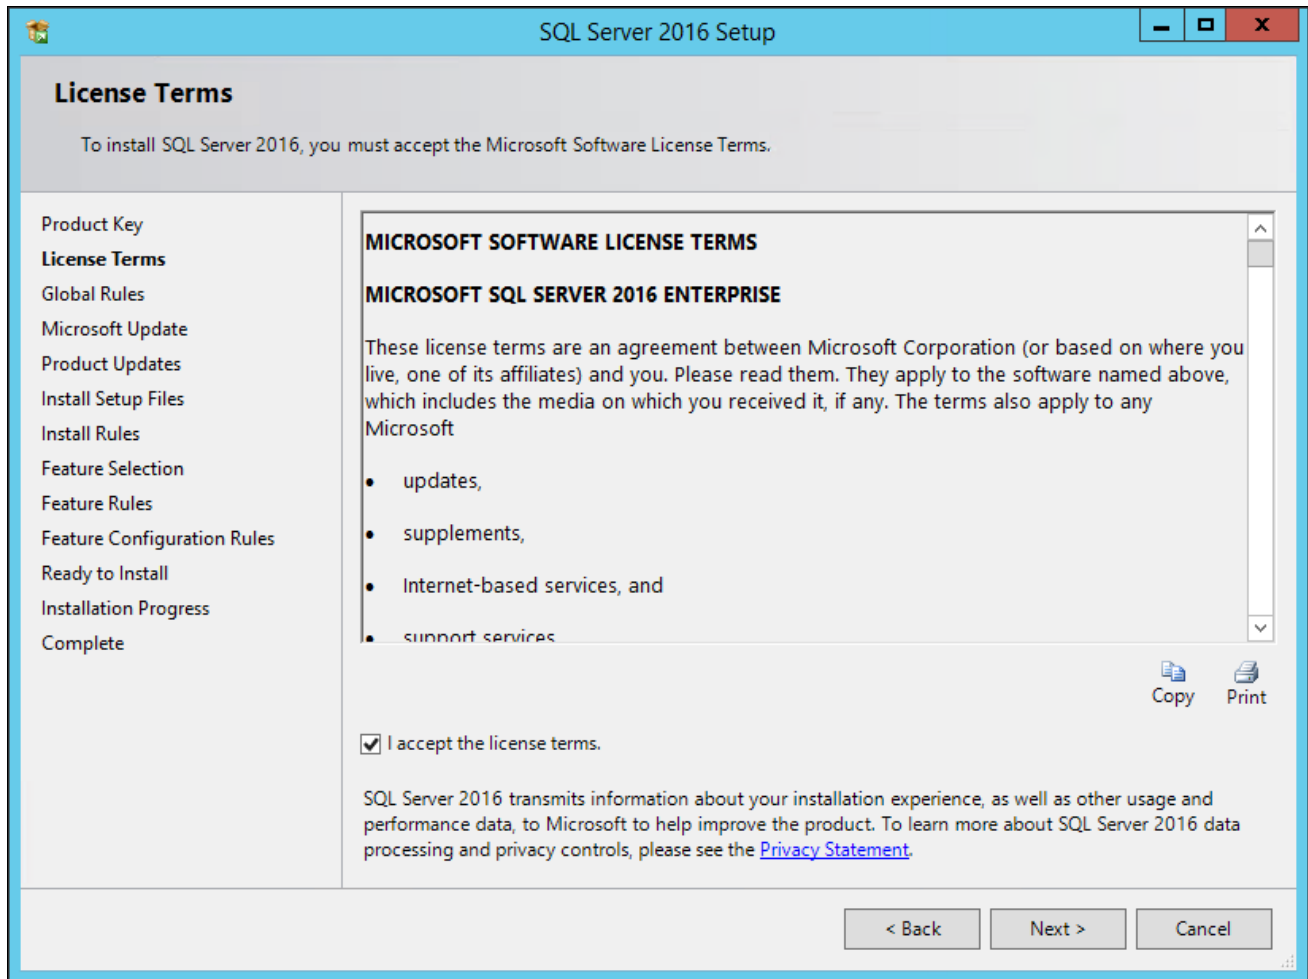 SQL Server 2016 Setup
License Terms
To install SQL Server 2016, you must accept the Microsoft Software License Terms.
Product Key
License Terms
Global Rules
Microsoft Update
Product Updates
Install Setup Files
Install Rules
Feature Selection
Feature Rules
Feature Configuration Rules
Ready to Install
Installation Progress
Complete
MICROSOFT SOFTWARE LICENSE TERMS
MICROSOFT SQL SERVER 2016 ENTERPRISE
These license terms are an agreement between Microsoft Corporation (or based on where you
live, one of its affiliates) and you. Please read them. They apply to the software named above,
which includes the media on which you received it, if any. The terms also apply to any
Microsoft
• updates,
• supplements,
• Internet-based services, and
• support services
Copy
Print
I accept the license terms.
SQL Server 2016 transmits information about your installation experience, as well as other usage and
performance data, to Microsoft to help improve the product. To learn more about SQL Server 2016 data
processing and privacy controls, please see the Privacy Statement.
< Back
Next >
Cancel